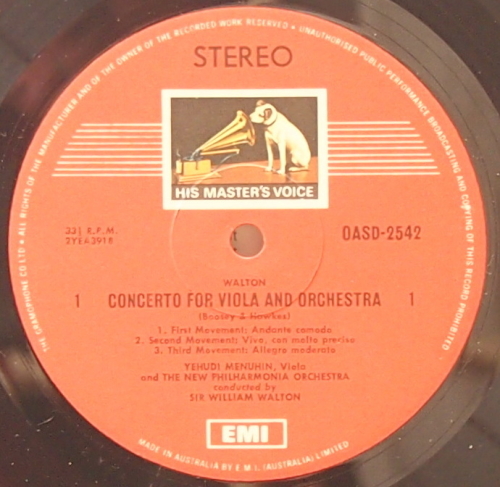 THE GRAMOPHONE CO LTD • ALL RIGHTS OF THE MANUFACTURER AND OF THE OWNER OF THE RECORDED WORK RESERVED • UNAUTHORISED PUBLIC PERFORMANCE BROADCASTING AND COPYING OF THIS RECORD PROHIBITED
STEREO
HIS MASTER'S VOICE
33⅓ R.P.M.
2YEA3918
OASD-2542
WALTON
1 CONCERTO FOR VIOLA AND ORCHESTRA 1
(Boosey & Hawkes)
1. First Movement: Andante comodo
2. Second Movement: Vivo, con molto preciso
3. Third Movement: Allegro moderato
YEHUDI MENUHIN, Viola
and THE NEW PHILHARMONIA ORCHESTRA
conducted by
SIR WILLIAM WALTON
EMI
MADE IN AUSTRALIA BY E.M.I. (AUSTRALIA) LIMITED